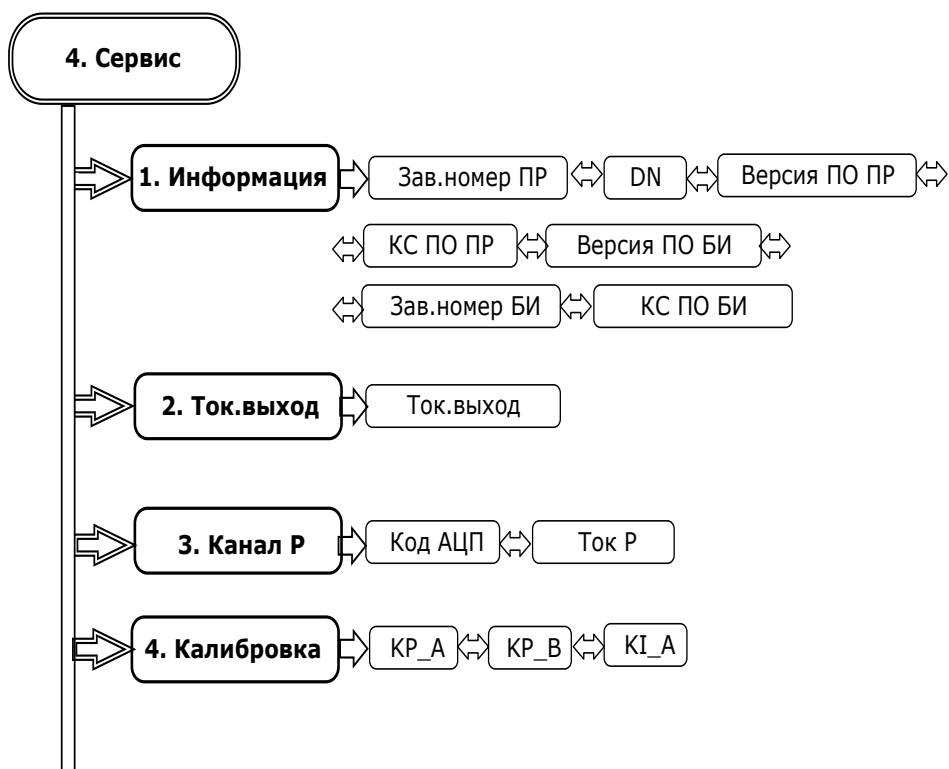 4. Сервис
1. Информация Зав.номер ПР DN Версия ПО ПР
КС ПО ПР Версия ПО БИ
Зав.номер БИ КС ПО БИ
2. Ток.выход Ток.выход
3. Канал P Код АЦП Ток P
4. Калибровка KP_A KP_B KI_A